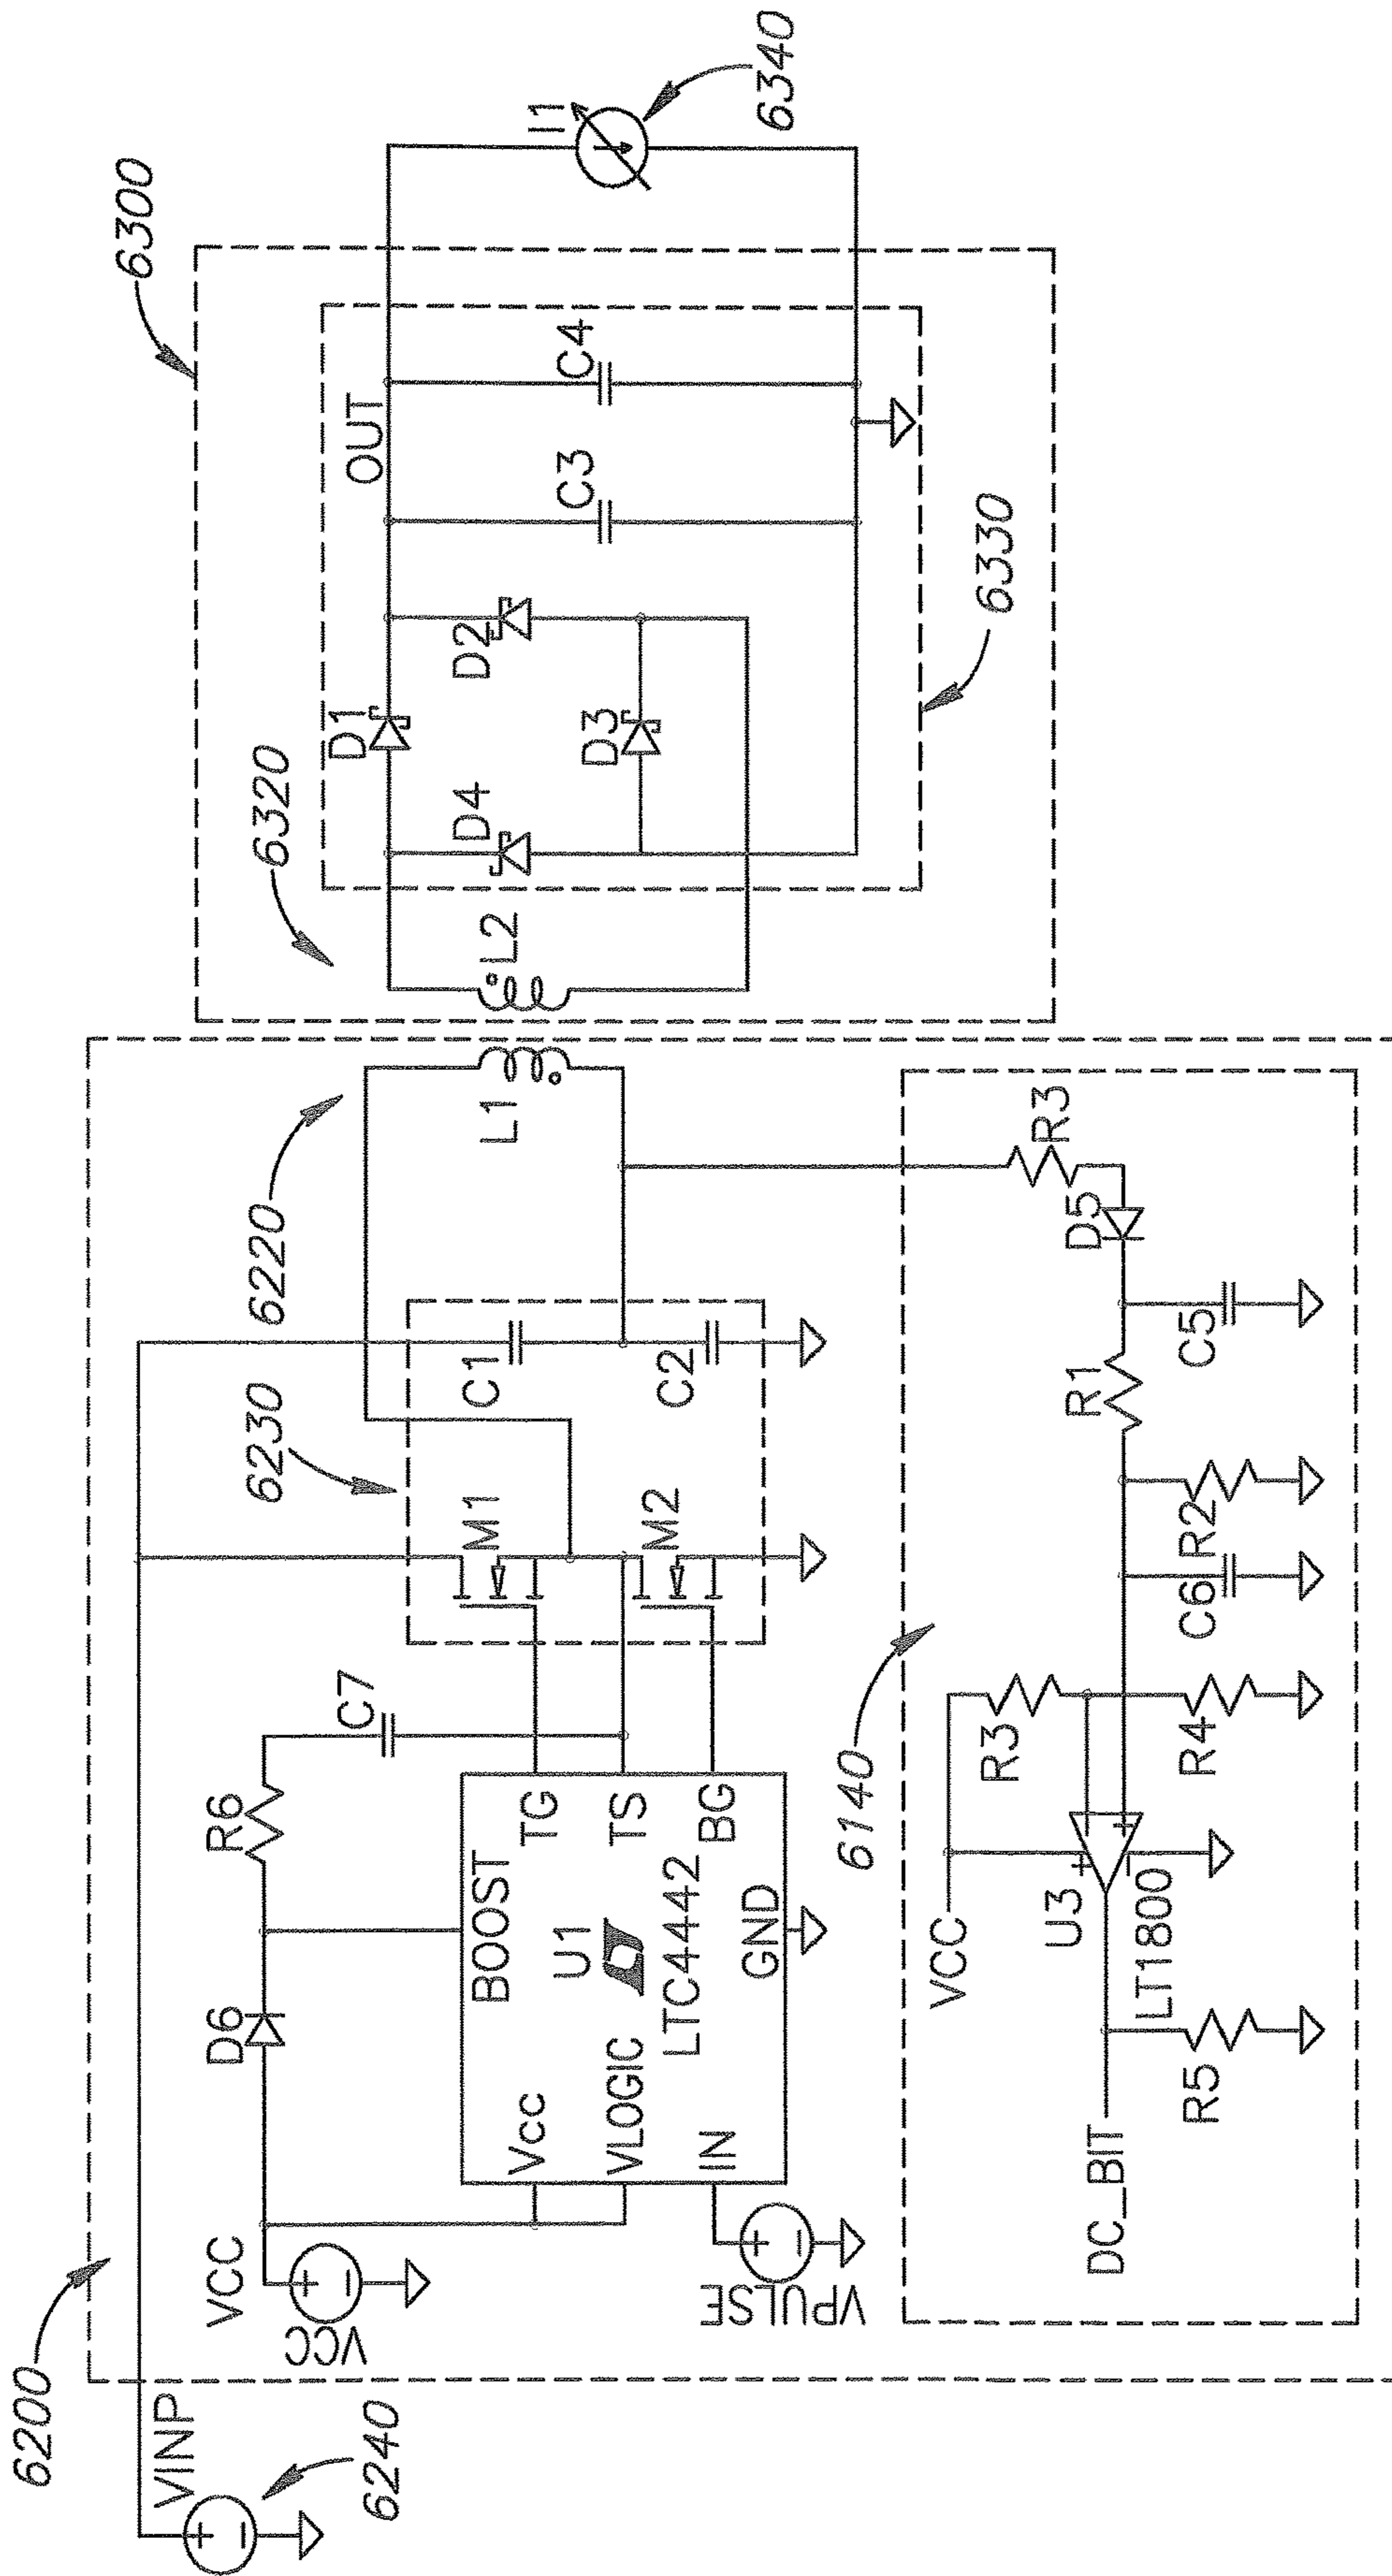 6200
6240
VINP
VCC
VCC
D6
R6
C7
BOOST
Vcc
U1
TG
VLOGIC
TS
LTC4442
IN
BG
GND
VPULSE
6230
M1
M2
C1
C2
6220
L1
6320
L2
6300
D1
D4
D2
D3
OUT
C3
C4
6330
I1
6340
6140
VCC
R3
U3
+
−
LT1800
R4
DC_BIT
R5
C6
R2
R1
C5
D5
R3